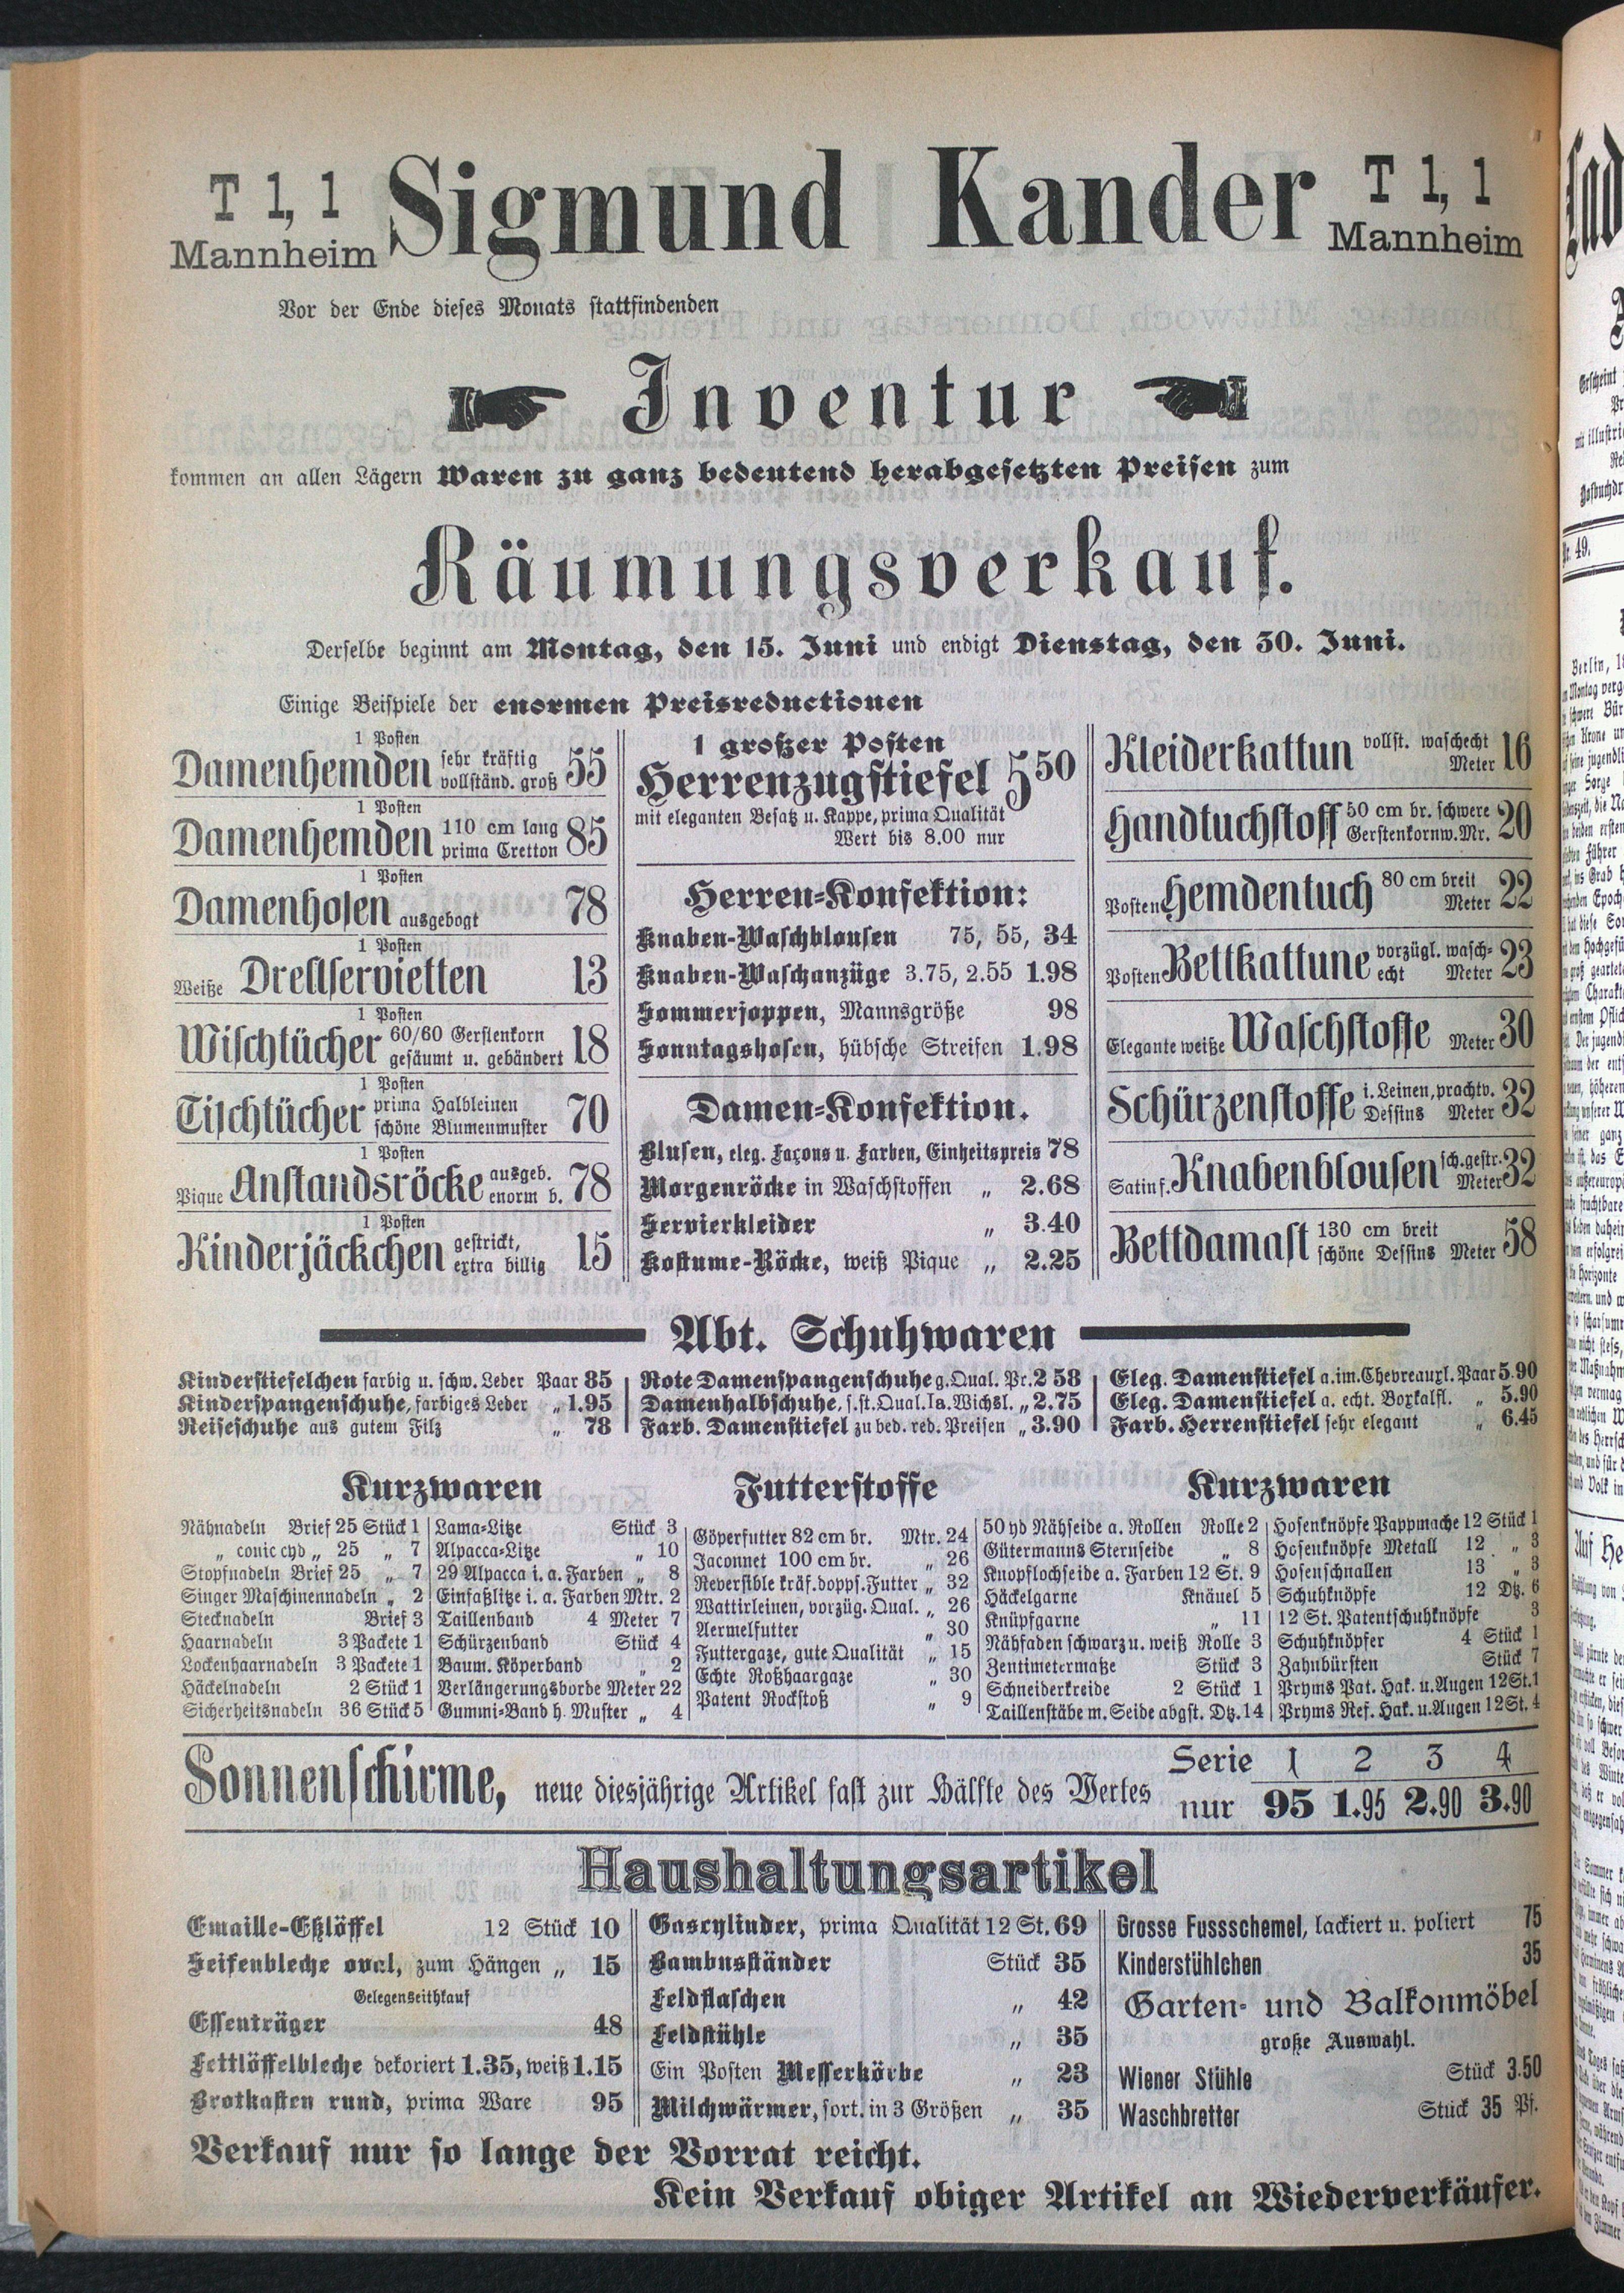 T 1, 1
Mannheim
Sigmund Kander
T 1, 1
Mannheim
Vor der Ende dieses Monats stattfindenden
Inventur
kommen an allen Lägern Waren zu ganz bedeutend herabgesetzten Preisen zum
Räumungsverkauf.
Derselbe beginnt am Montag, den 15. Juni und endigt Dienstag, den 30. Juni.
Einige Beispiele der enormen Preisreductionen
1 Posten
Damenhemden sehr kräftig vollständ. groß 55
1 Posten
Damenhemden 110 cm lang prima Cretton 85
1 Posten
Damenhosen ausgebogt 78
1 Posten
Weiße Drellservietten 13
1 Posten
Wischtücher 60/60 Gerstenkorn gesäumt u. gebändert 18
1 Posten
Tischtücher prima Halbleinen schöne Blumenmuster 70
1 Posten
Pique Anstandsröcke ausgeb. enorm b. 78
1 Posten
Kinderjäckchen gestrickt, extra billig 15
1 großer Posten
Herrenzugstiefel 5 50
mit eleganten Besatz u. Kappe, prima Qualität
Wert bis 8.00 nur
Herren-Konfektion:
Knaben-Waschblousen 75, 55, 34
Knaben-Waschanzüge 3.75, 2.55 1.98
Sommerjoppen, Mannsgröße 98
Sonntagshosen, hübsche Streifen 1.98
Damen-Konfektion.
Blusen, eleg. Façons u. Farben, Einheitspreis 78
Morgenröcke in Waschstoffen „ 2.68
Servierkleider „ 3.40
Kostume-Röcke, weiß Pique „ 2.25
Kleiderkattun vollst. waschecht Meter 16
Handtuchstoff 50 cm br. schwere Gerstenkornw. Mr. 20
Posten Hemdentuch 80 cm breit Meter 22
Posten Bettkattune vorzügl. wasch-echt Meter 23
Elegante weiße Waschstoffe Meter 30
Schürzenstoffe i. Leinen, prachtv. Dessins Meter 32
Satin f. Knabenblousen sch. gestr. Meter 32
Bettdamast 130 cm breit schöne Dessins Meter 58
Abt. Schuhwaren
Kinderstiefelchen farbig u. schw. Leder Paar 85
Kinderspangenschuhe, farbiges Leder „ 1.95
Reiseschuhe aus gutem Filz „ 78
Rote Damenspangenschuhe g. Qual. Pr. 2 58
Damenhalbschuhe, s. st. Qual. Ia. Wichsl. „ 2.75
Farb. Damenstiefel zu bed. red. Preisen „ 3.90
Eleg. Damenstiefel a. im. Chevreauxl. Paar 5.90
Eleg. Damenstiefel a. echt. Boxkalfl. „ 5.90
Farb. Herrenstiefel sehr elegant „ 6.45
Kurzwaren
Nähnadeln Brief 25 Stück 1
„ conic cyd „ 25 „ 7
Stopfnadeln Brief 25 „ 7
Singer Maschinennadeln „ 2
Stecknadeln Brief 3
Haarnadeln 3 Packete 1
Lockenhaarnadeln 3 Packete 1
Häckelnadeln 2 Stück 1
Sicherheitsnadeln 36 Stück 5
Lama-Litze Stück 3
Alpacca-Litze „ 10
29 Alpacca i. a. Farben „ 8
Einfaßlitze i. a. Farben Mtr. 2
Taillenband 4 Meter 7
Schürzenband Stück 4
Baum. Köperband „ 2
Verlängerungsborde Meter 22
Gummi-Band h. Muster „ 4
Futterstoffe
Göperfutter 82 cm br. Mtr. 24
Jaconnet 100 cm br. „ 26
Reversible kräf. dopps. Futter „ 32
Wattirleinen, vorzüg. Qual. „ 26
Aermelfutter „ 30
Futtergaze, gute Qualität „ 15
Echte Roßhaargaze „ 30
Patent Rockstoß „ 9
Kurzwaren
50 yd Nähseide a. Rollen Rolle 2
Gütermanns Sternseide „ 8
Knopflochseide a. Farben 12 St. 9
Häckelgarne Knäuel 5
Knüpfgarne „ 11
Nähfaden schwarz u. weiß Rolle 3
Zentimetermaße Stück 3
Schneiderkreide 2 Stück 1
Taillenstäbe m. Seide abgst. Dtz. 14
Hosenknöpfe Pappmache 12 Stück 1
Hosenknöpfe Metall 12 „ 3
Hosenschnallen 13 „ 3
Schuhknöpfe 12 Dtz. 6
12 St. Patentschuhknöpfe 3
Schuhknöpfer 4 Stück 1
Zahnbürsten Stück 7
Pryms Pat. Hak. u. Augen 12 St. 1
Pryms Ref. Hak. u. Augen 12 St. 4
Sonnenschirme, neue diesjährige Artikel fast zur Hälfte des Wertes
Serie 1 2 3 4
nur 95 1.95 2.90 3.90
Haushaltungsartikel
Emaille-Eßlöffel 12 Stück 10
Seifenbleche oval, zum Hängen „ 15
Gelegenseithkauf
Essenträger 48
Fettlöffelbleche dekoriert 1.35, weiß 1.15
Brotkasten rund, prima Ware 95
Gascylinder, prima Qualität 12 St. 69
Bambusständer Stück 35
Feldflaschen „ 42
Feldstühle „ 35
Ein Posten Messerkörbe „ 23
Milchwärmer, sort. in 3 Größen „ 35
Grosse Fussschemel, lackiert u. poliert 75
Kinderstühlchen 35
Garten- und Balkonmöbel
große Auswahl.
Wiener Stühle Stück 3.50
Waschbretter Stück 35 Pf.
Verkauf nur so lange der Vorrat reicht.
Kein Verkauf obiger Artikel an Wiederverkäufer.